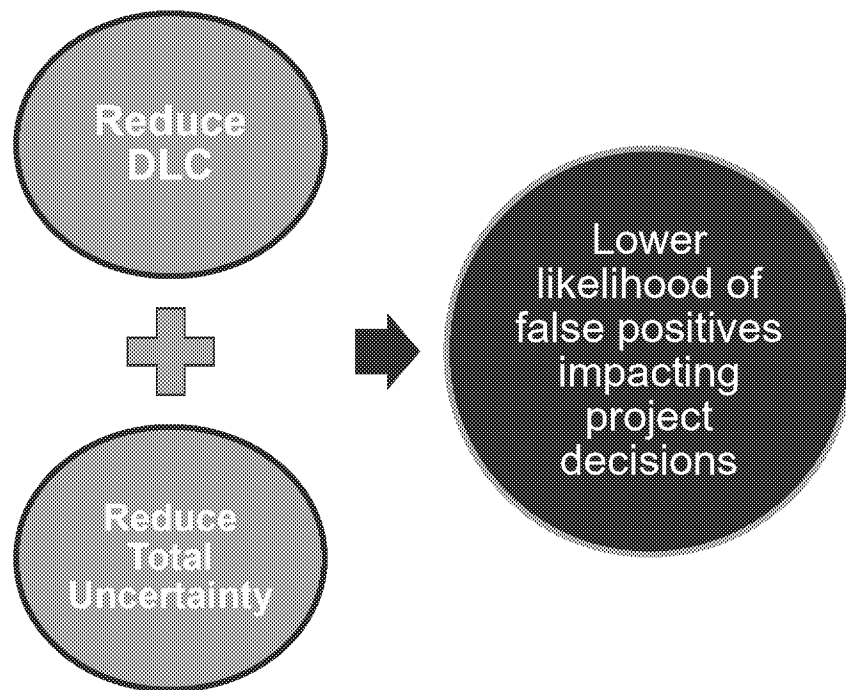 Reduce
DLC
Reduce
Total
Uncertainty
Lower
likelihood of
false positives
impacting
project
decisions